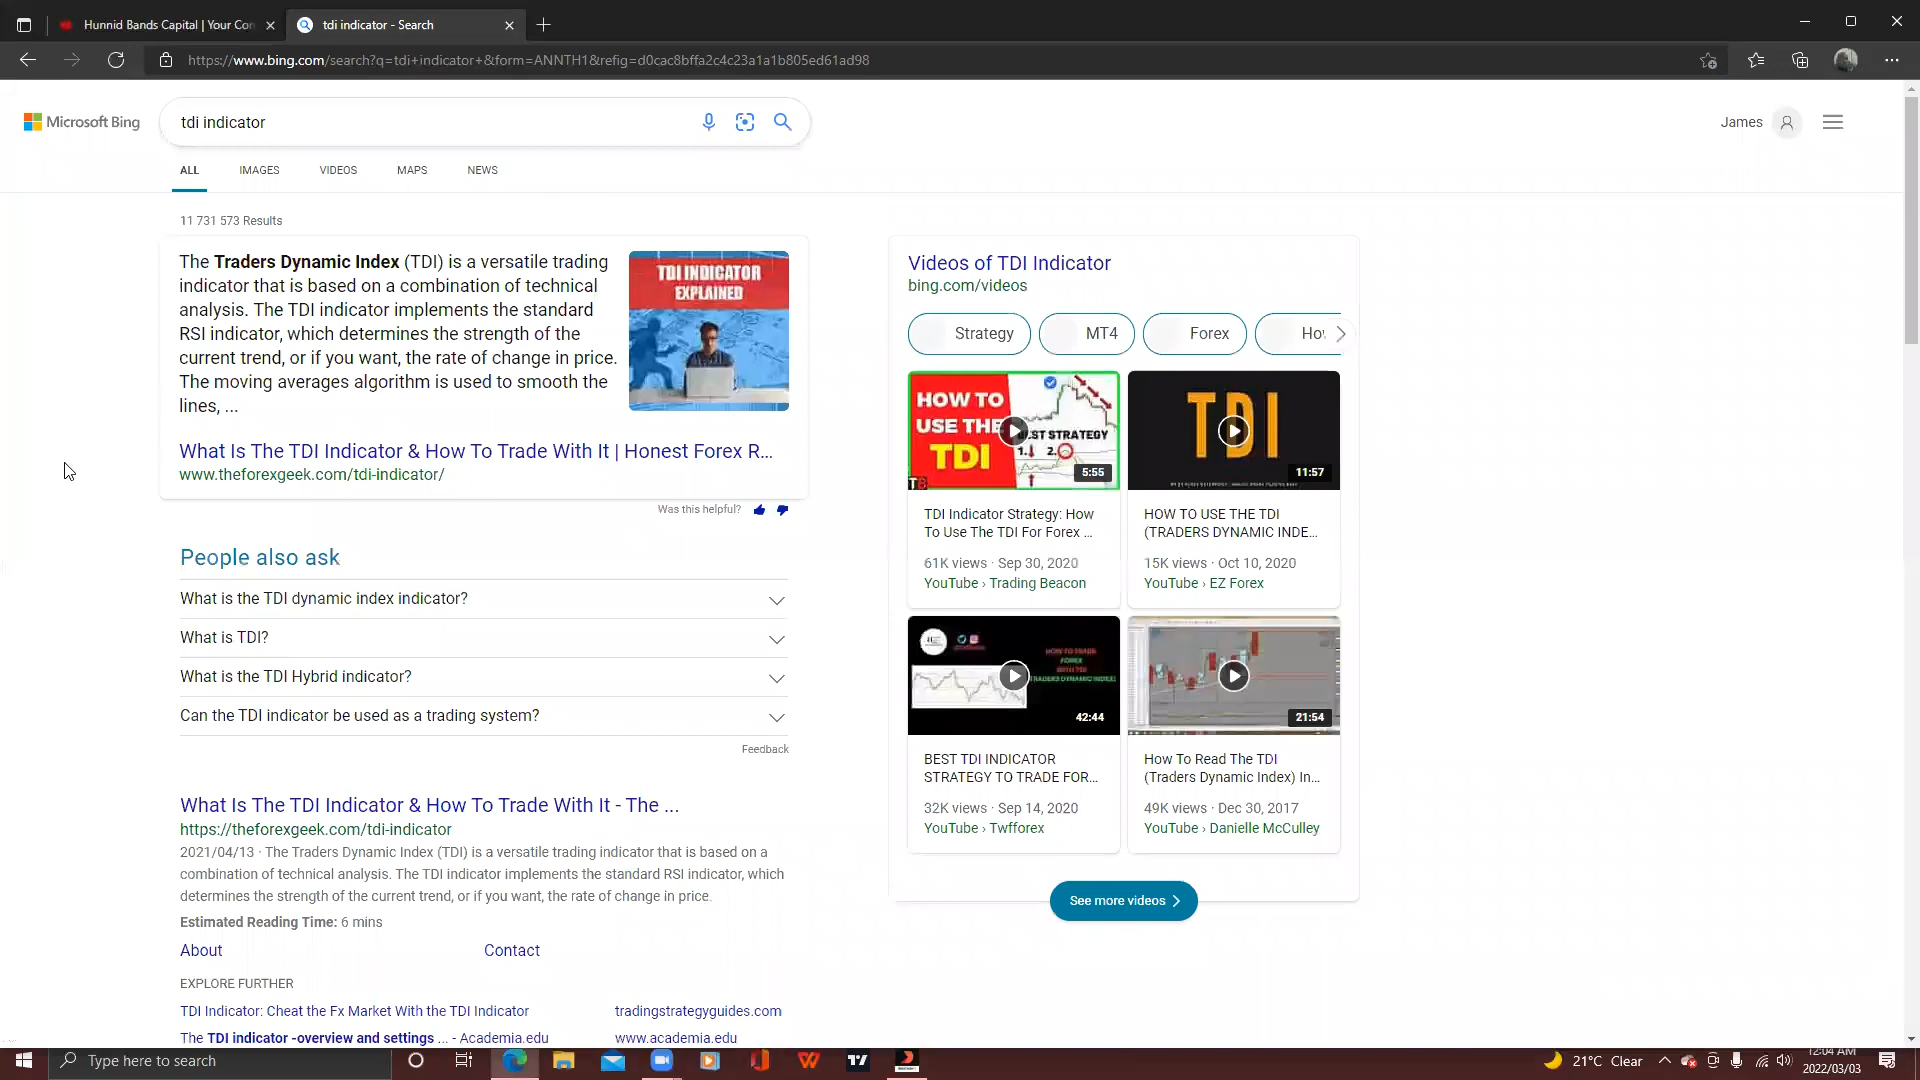 Hunnid Bands Capital | Your Con
tdi indicator - Search
https://www.bing.com/search?q=tdi+indicator+&form=ANNTH1&refig=d0cac8bffa2c4c23a1a1b805ed61ad98
Microsoft Bing
tdi indicator
James
ALL
IMAGES
VIDEOS
MAPS
NEWS
11 731 573 Results
The Traders Dynamic Index (TDI) is a versatile trading
indicator that is based on a combination of technical
analysis. The TDI indicator implements the standard
RSI indicator, which determines the strength of the
current trend, or if you want, the rate of change in price.
The moving averages algorithm is used to smooth the
lines, ...
TDI INDICATOR
EXPLAINED
What Is The TDI Indicator & How To Trade With It | Honest Forex R...
www.theforexgeek.com/tdi-indicator/
Was this helpful?
People also ask
What is the TDI dynamic index indicator?
What is TDI?
What is the TDI Hybrid indicator?
Can the TDI indicator be used as a trading system?
Feedback
What Is The TDI Indicator & How To Trade With It - The ...
https://theforexgeek.com/tdi-indicator
2021/04/13 · The Traders Dynamic Index (TDI) is a versatile trading indicator that is based on a
combination of technical analysis. The TDI indicator implements the standard RSI indicator, which
determines the strength of the current trend, or if you want, the rate of change in price.
Estimated Reading Time: 6 mins
About
Contact
EXPLORE FURTHER
TDI Indicator: Cheat the Fx Market With the TDI Indicator
tradingstrategyguides.com
The TDI indicator -overview and settings ... - Academia.edu
www.academia.edu
Videos of TDI Indicator
bing.com/videos
Strategy
MT4
Forex
How
HOW TO
USE THE
TDI
BEST STRATEGY
1.
2.
5:55
TDI Indicator Strategy: How
To Use The TDI For Forex ...
61K views · Sep 30, 2020
YouTube › Trading Beacon
TDI
11:57
HOW TO USE THE TDI
(TRADERS DYNAMIC INDE...
15K views · Oct 10, 2020
YouTube › EZ Forex
HOW TO TRADE
FOREX
WITH TDI
TRADERS DYNAMIC INDEX
42:44
BEST TDI INDICATOR
STRATEGY TO TRADE FOR...
32K views · Sep 14, 2020
YouTube › Twfforex
21:54
How To Read The TDI
(Traders Dynamic Index) In...
49K views · Dec 30, 2017
YouTube › Danielle McCulley
See more videos
Type here to search
21°C Clear
12:04 AM
2022/03/03